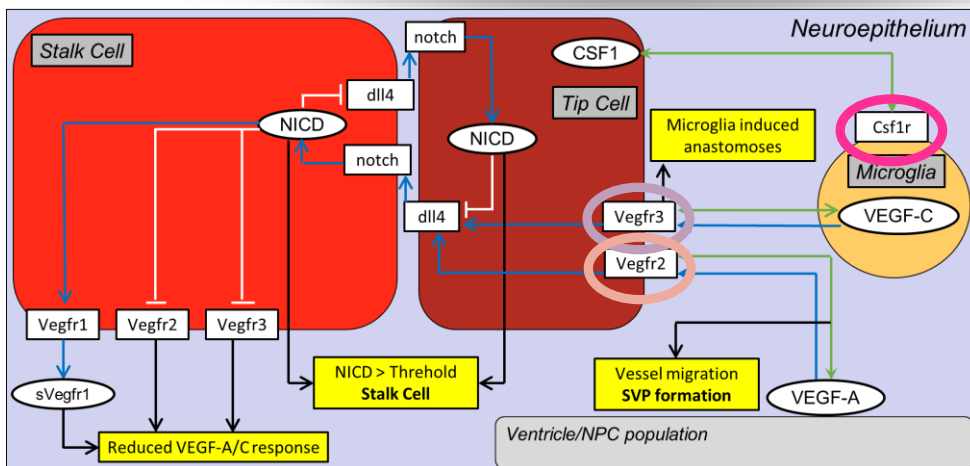 Neuroepithelium
Stalk Cell
notch
CSF1
dll4
Tip Cell
NICD
NICD
Microglia induced
anastomoses
Csf1r
notch
Microglia
dll4
Vegfr3
VEGF-C
Vegfr2
Vegfr1
Vegfr2
Vegfr3
NICD > Threshold
Stalk Cell
Vessel migration
SVP formation
sVegfr1
VEGF-A
Reduced VEGF-A/C response
Ventricle/NPC population